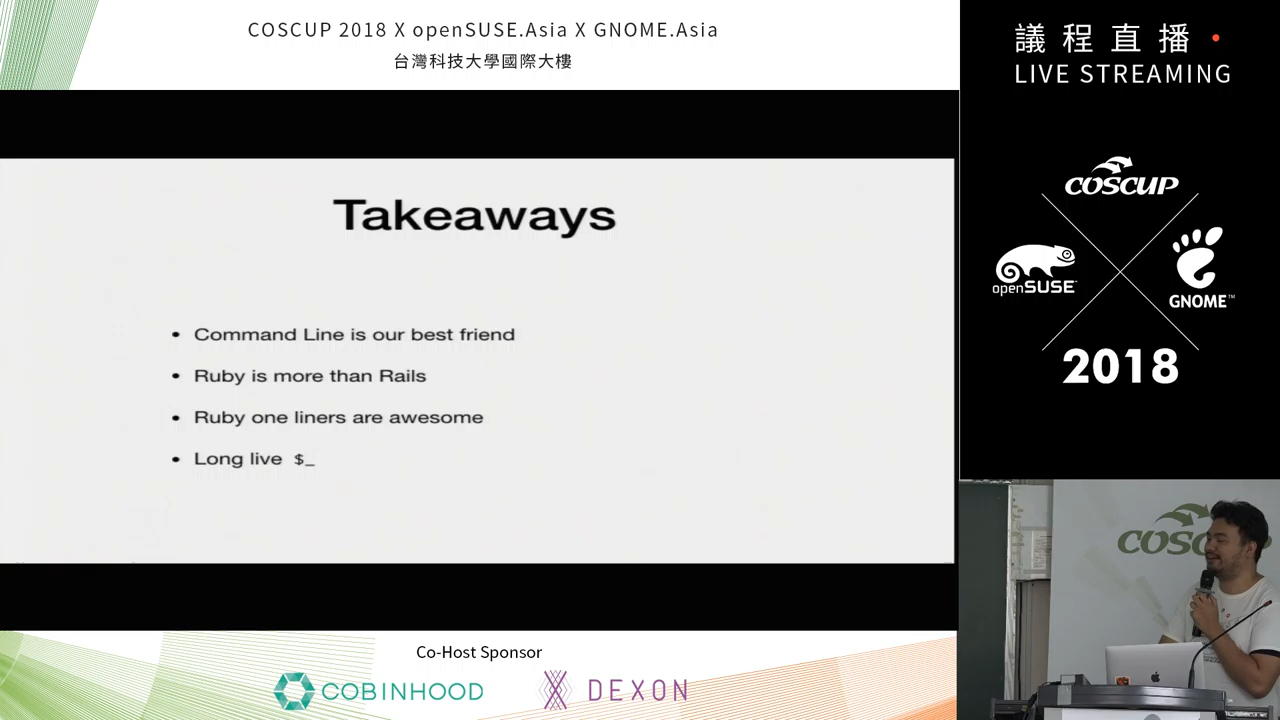 COSCUP 2018 X openSUSE.Asia X GNOME.Asia
台灣科技大學國際大樓
議程直播
LIVE STREAMING
COSCUP
openSUSE
GNOME™
2018
Takeaways
• Command Line is our best friend
• Ruby is more than Rails
• Ruby one liners are awesome
• Long live $_
COSC
Co-Host Sponsor
COBINHOOD
DEXON